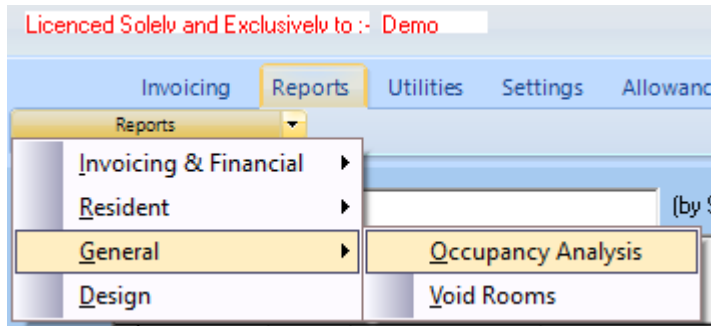 Licenced Solely and Exclusively to :- Demo
Invoicing Reports Utilities Settings Allowanc
Reports
Invoicing & Financial
(by S
Resident
General
Occupancy Analysis
Design
Void Rooms